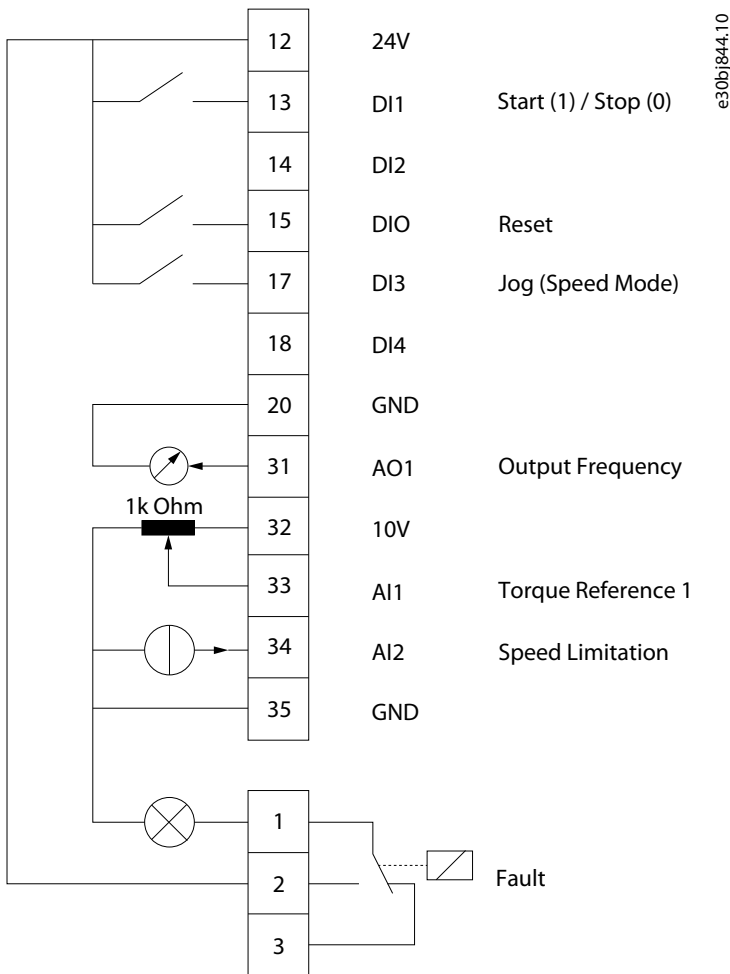 12 24V
13 DI1 Start (1) / Stop (0)
14 DI2
15 DIO Reset
17 DI3 Jog (Speed Mode)
18 DI4
20 GND
31 AO1 Output Frequency
1k Ohm
32 10V
33 AI1 Torque Reference 1
34 AI2 Speed Limitation
35 GND
1
2 Fault
3
e30bj844.10